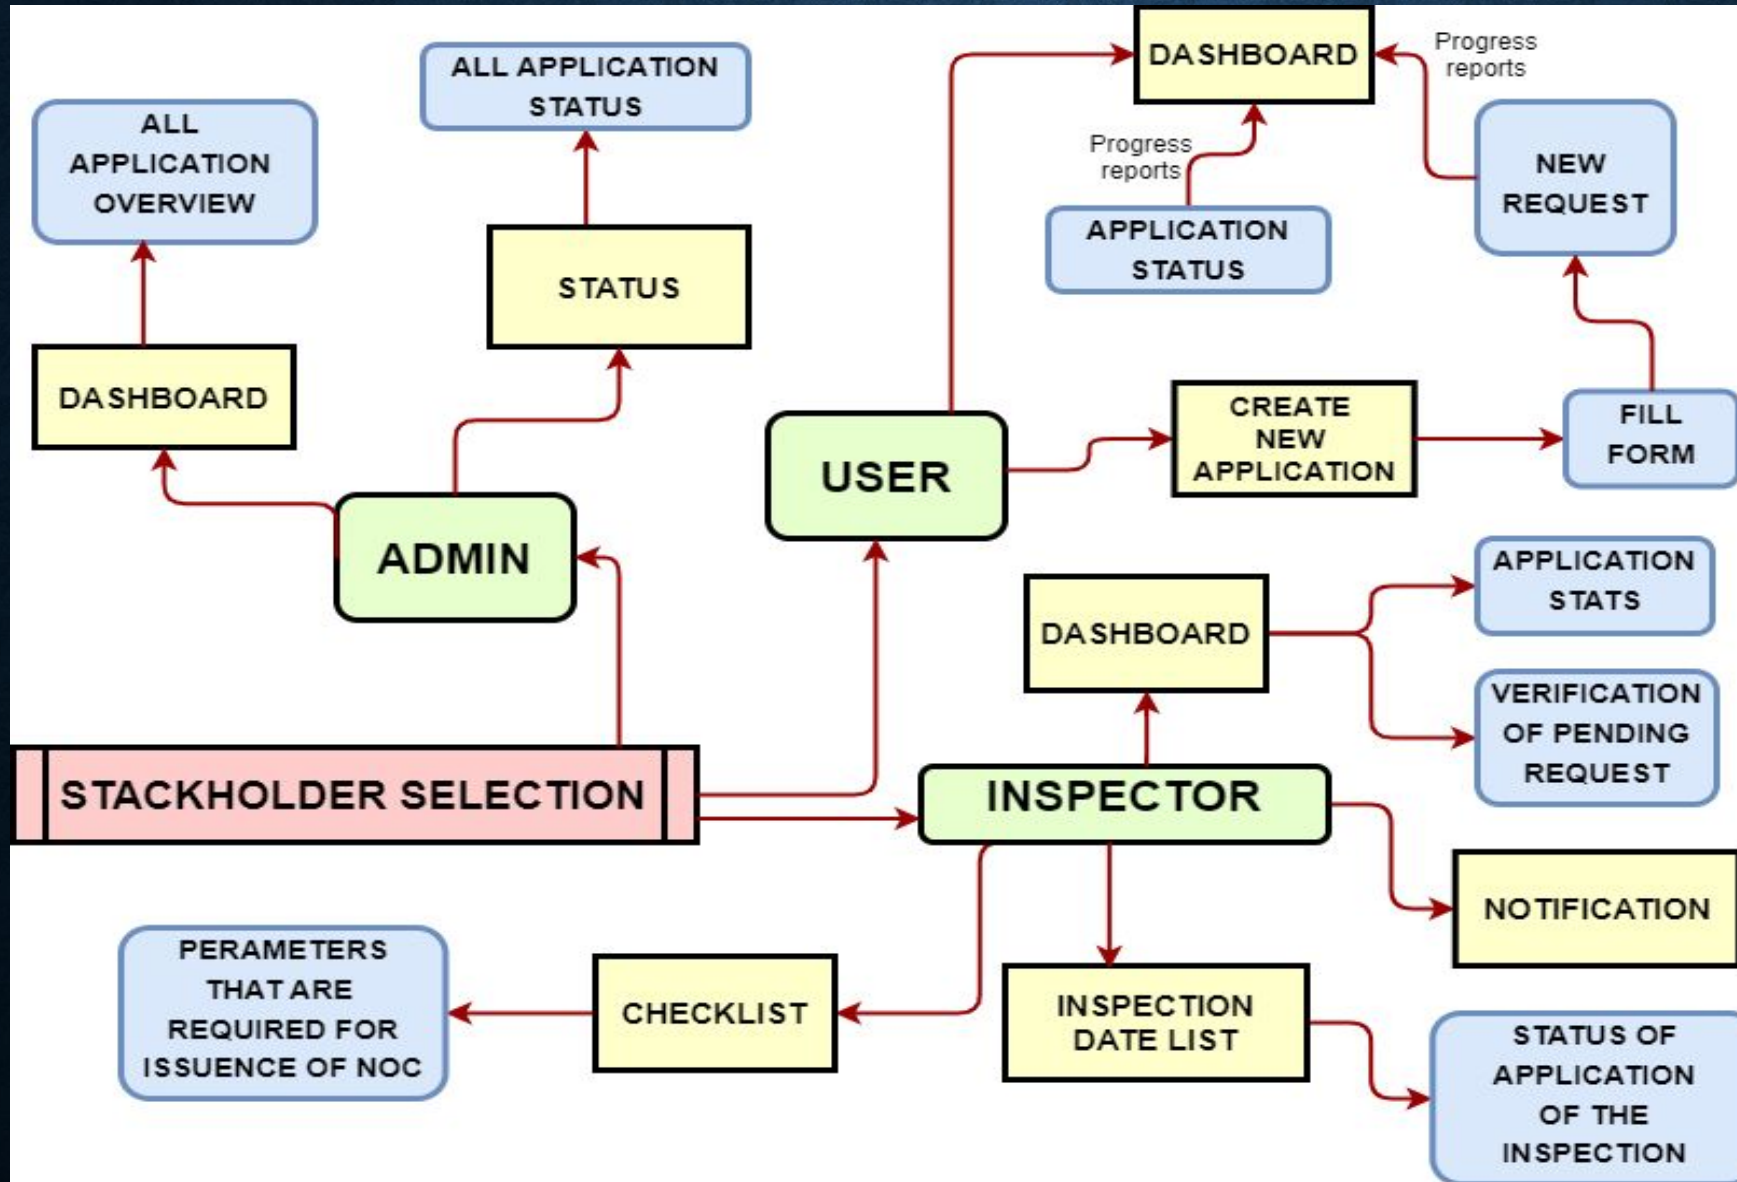 ALL
APPLICATION
OVERVIEW
DASHBOARD
ALL APPLICATION
STATUS
STATUS
ADMIN
STACKHOLDER SELECTION
USER
DASHBOARD
Progress
reports
Progress
reports
APPLICATION
STATUS
NEW
REQUEST
CREATE
NEW
APPLICATION
FILL
FORM
INSPECTOR
DASHBOARD
APPLICATION
STATS
VERIFICATION
OF PENDING
REQUEST
NOTIFICATION
INSPECTION
DATE LIST
STATUS OF
APPLICATION
OF THE
INSPECTION
CHECKLIST
PERAMETERS
THAT ARE
REQUIRED FOR
ISSUENCE OF NOC